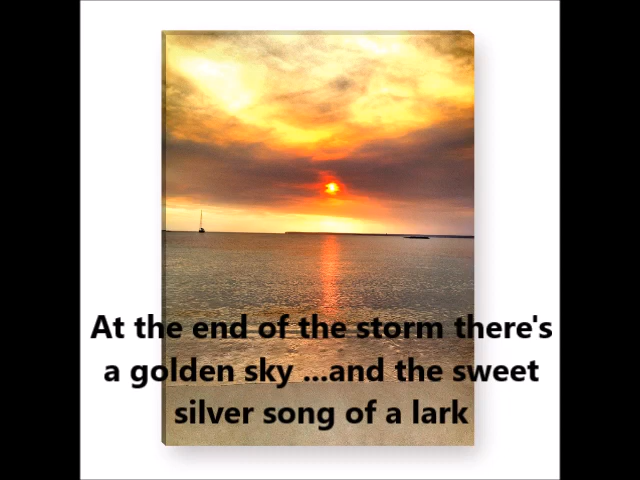 At the end of the storm there's
a golden sky ...and the sweet
silver song of a lark